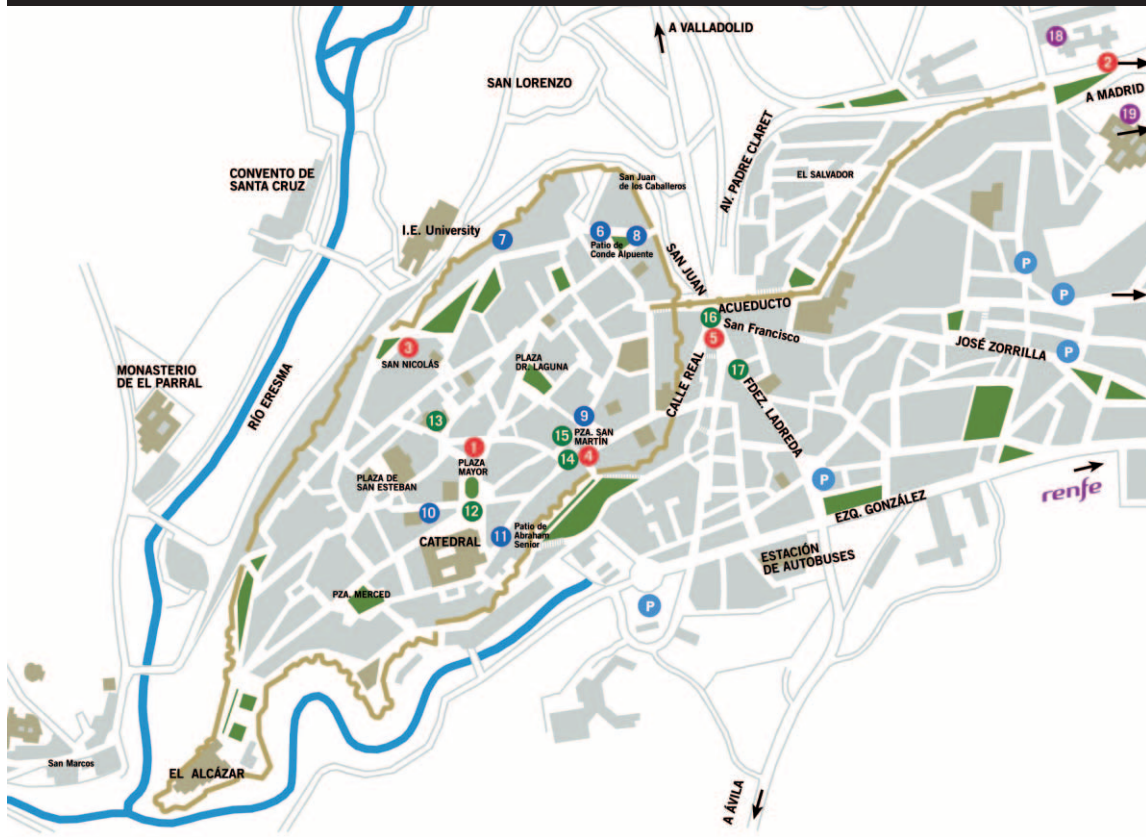 A VALLADOLID
18
2
SAN LORENZO
A MADRID
19
AV. PADRE CLARET
CONVENTO DE
SANTA CRUZ
San Juan
de los Caballeros
EL SALVADOR
I.E. University
7
6
8
Patio de
Conde Alpuente
SAN JUAN
P
P
ACUEDUCTO
16
San Francisco
5
3
SAN NICOLÁS
JOSÉ ZORRILLA
P
MONASTERIO
DE EL PARRAL
RÍO ERESMA
PLAZA
DR. LAGUNA
CALLE REAL
17
FDEZ. LADREDA
13
9
15
PZA. SAN
MARTÍN
1
PLAZA
MAYOR
14
4
PLAZA DE
SAN ESTEBAN
P
renfe
10
12
EZQ. GONZÁLEZ
11
Patio de
Abraham
Senior
CATEDRAL
ESTACIÓN
DE AUTOBUSES
PZA. MERCED
P
San Marcos
EL ALCÁZAR
A ÁVILA